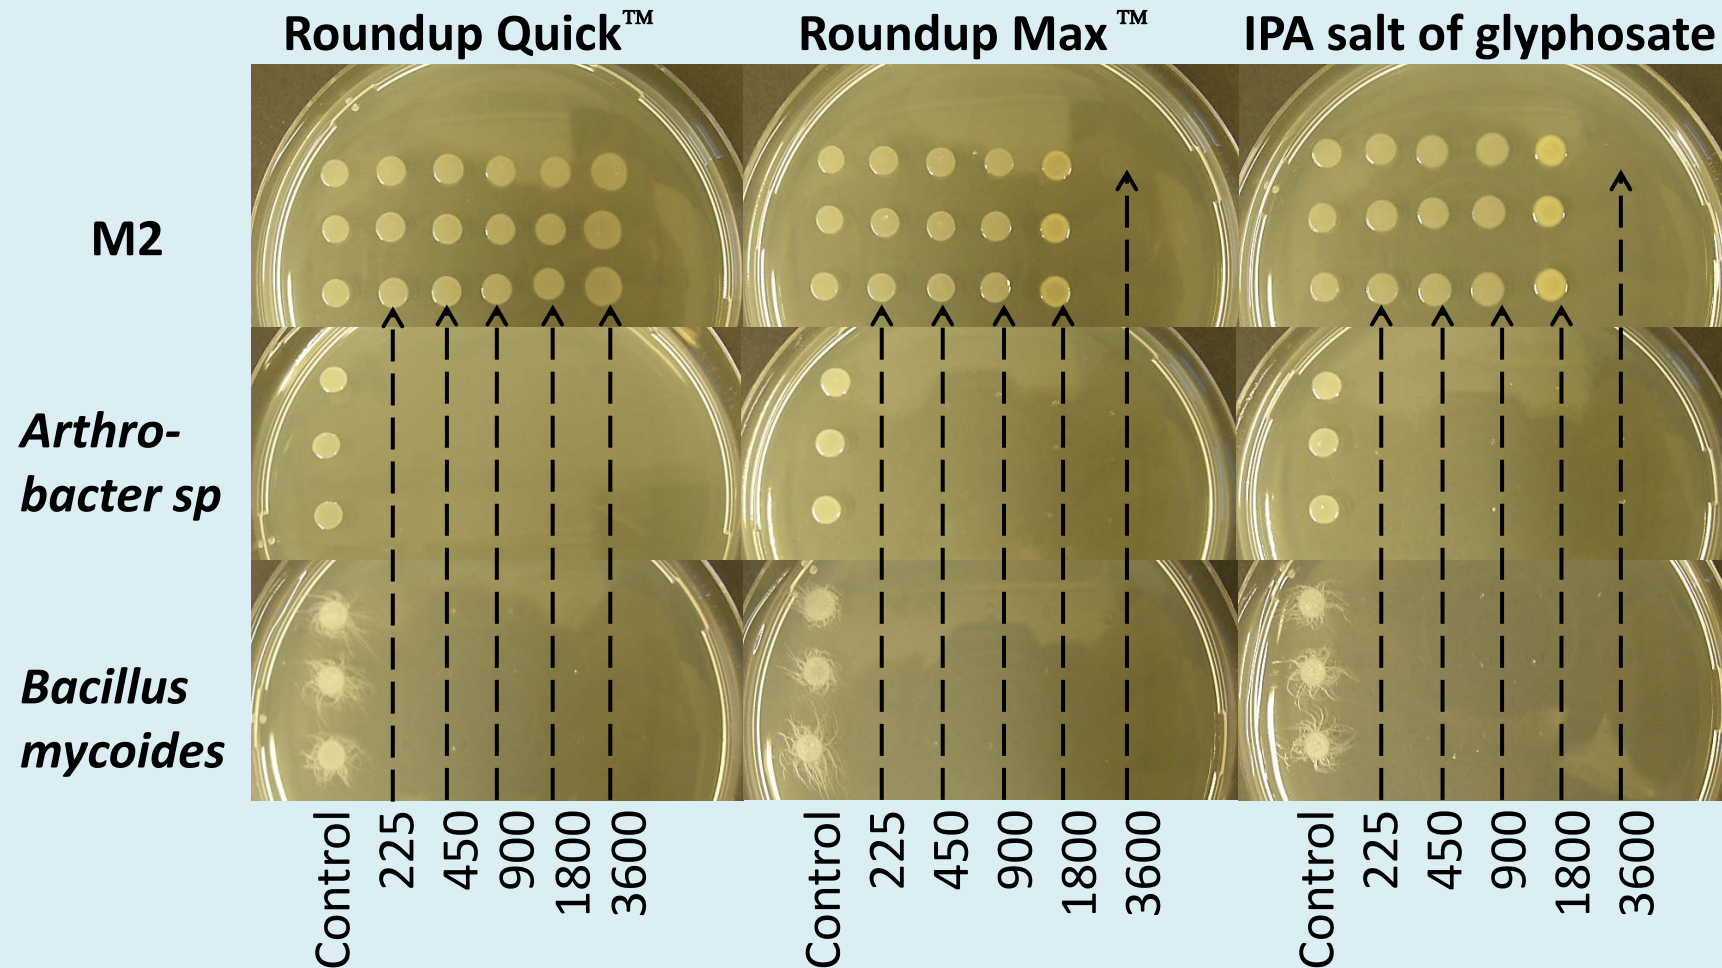 Roundup Quick™ Roundup Max™ IPA salt of glyphosate
M2
Arthro-
bacter sp
Bacillus
mycoides
Control 225 450 900 1800 3600 Control 225 450 900 1800 3600 Control 225 450 900 1800 3600